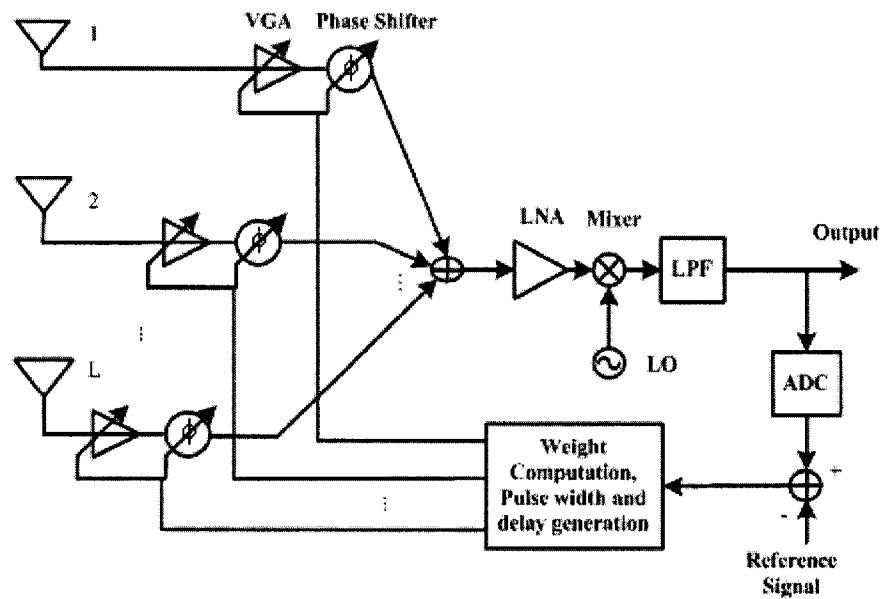 VGA Phase Shifter
1
ϕ
2
ϕ
LNA Mixer
Output
LPF
L
LO
ADC
ϕ
Weight
Computation,
Pulse width and
delay generation
+
-
Reference
Signal